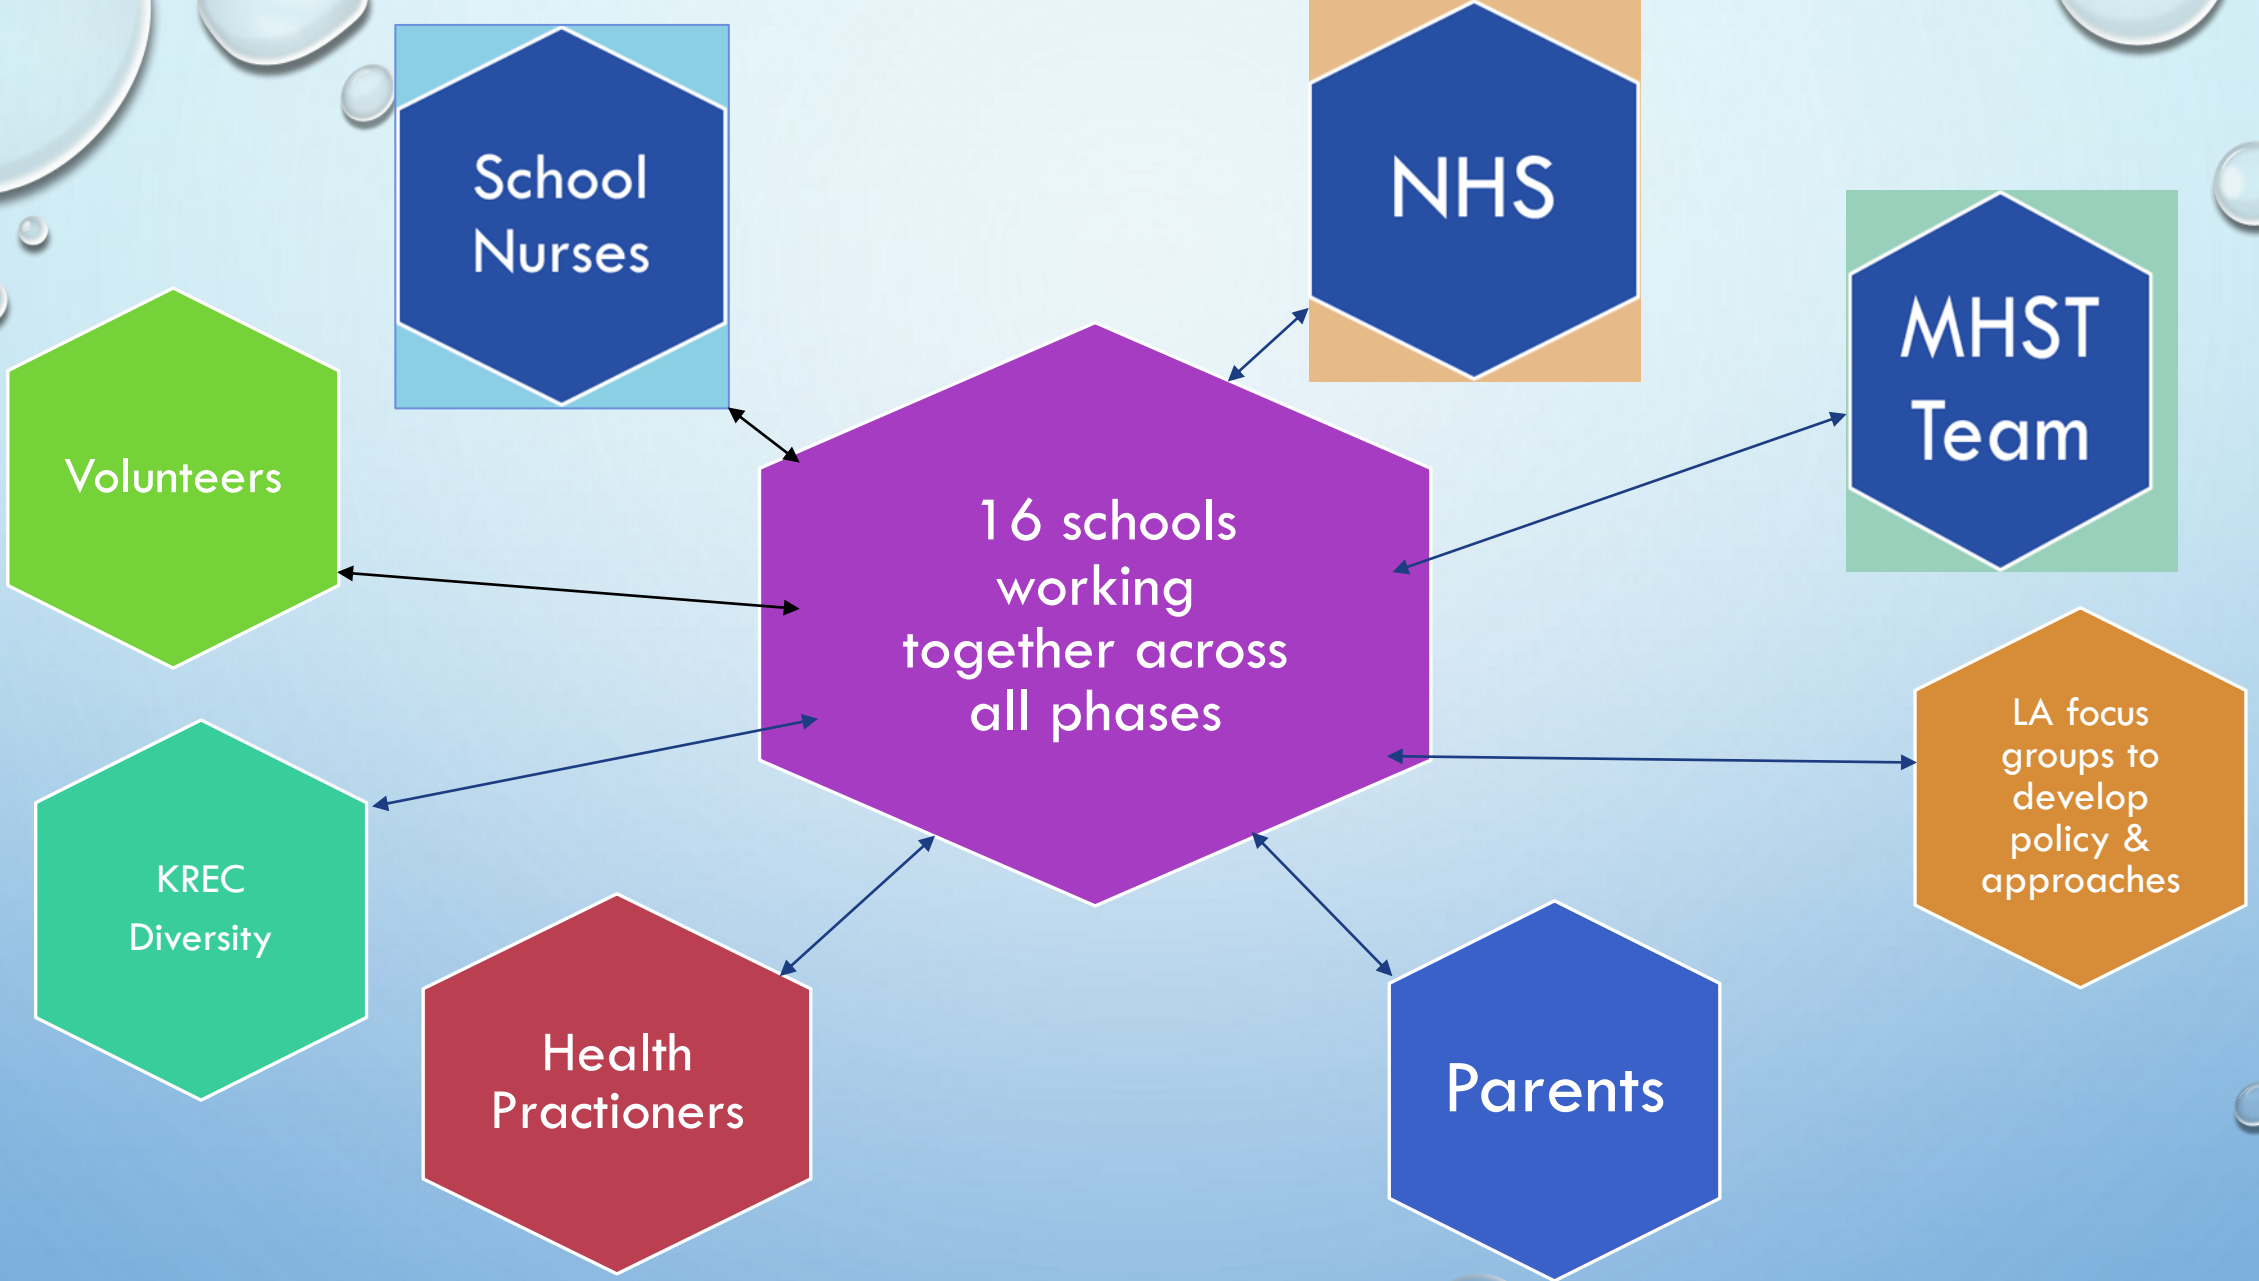 School
Nurses
NHS
MHST
Team
Volunteers
16 schools
working
together across
all phases
LA focus
groups to
develop
policy &
approaches
KREC
Diversity
Health
Practioners
Parents